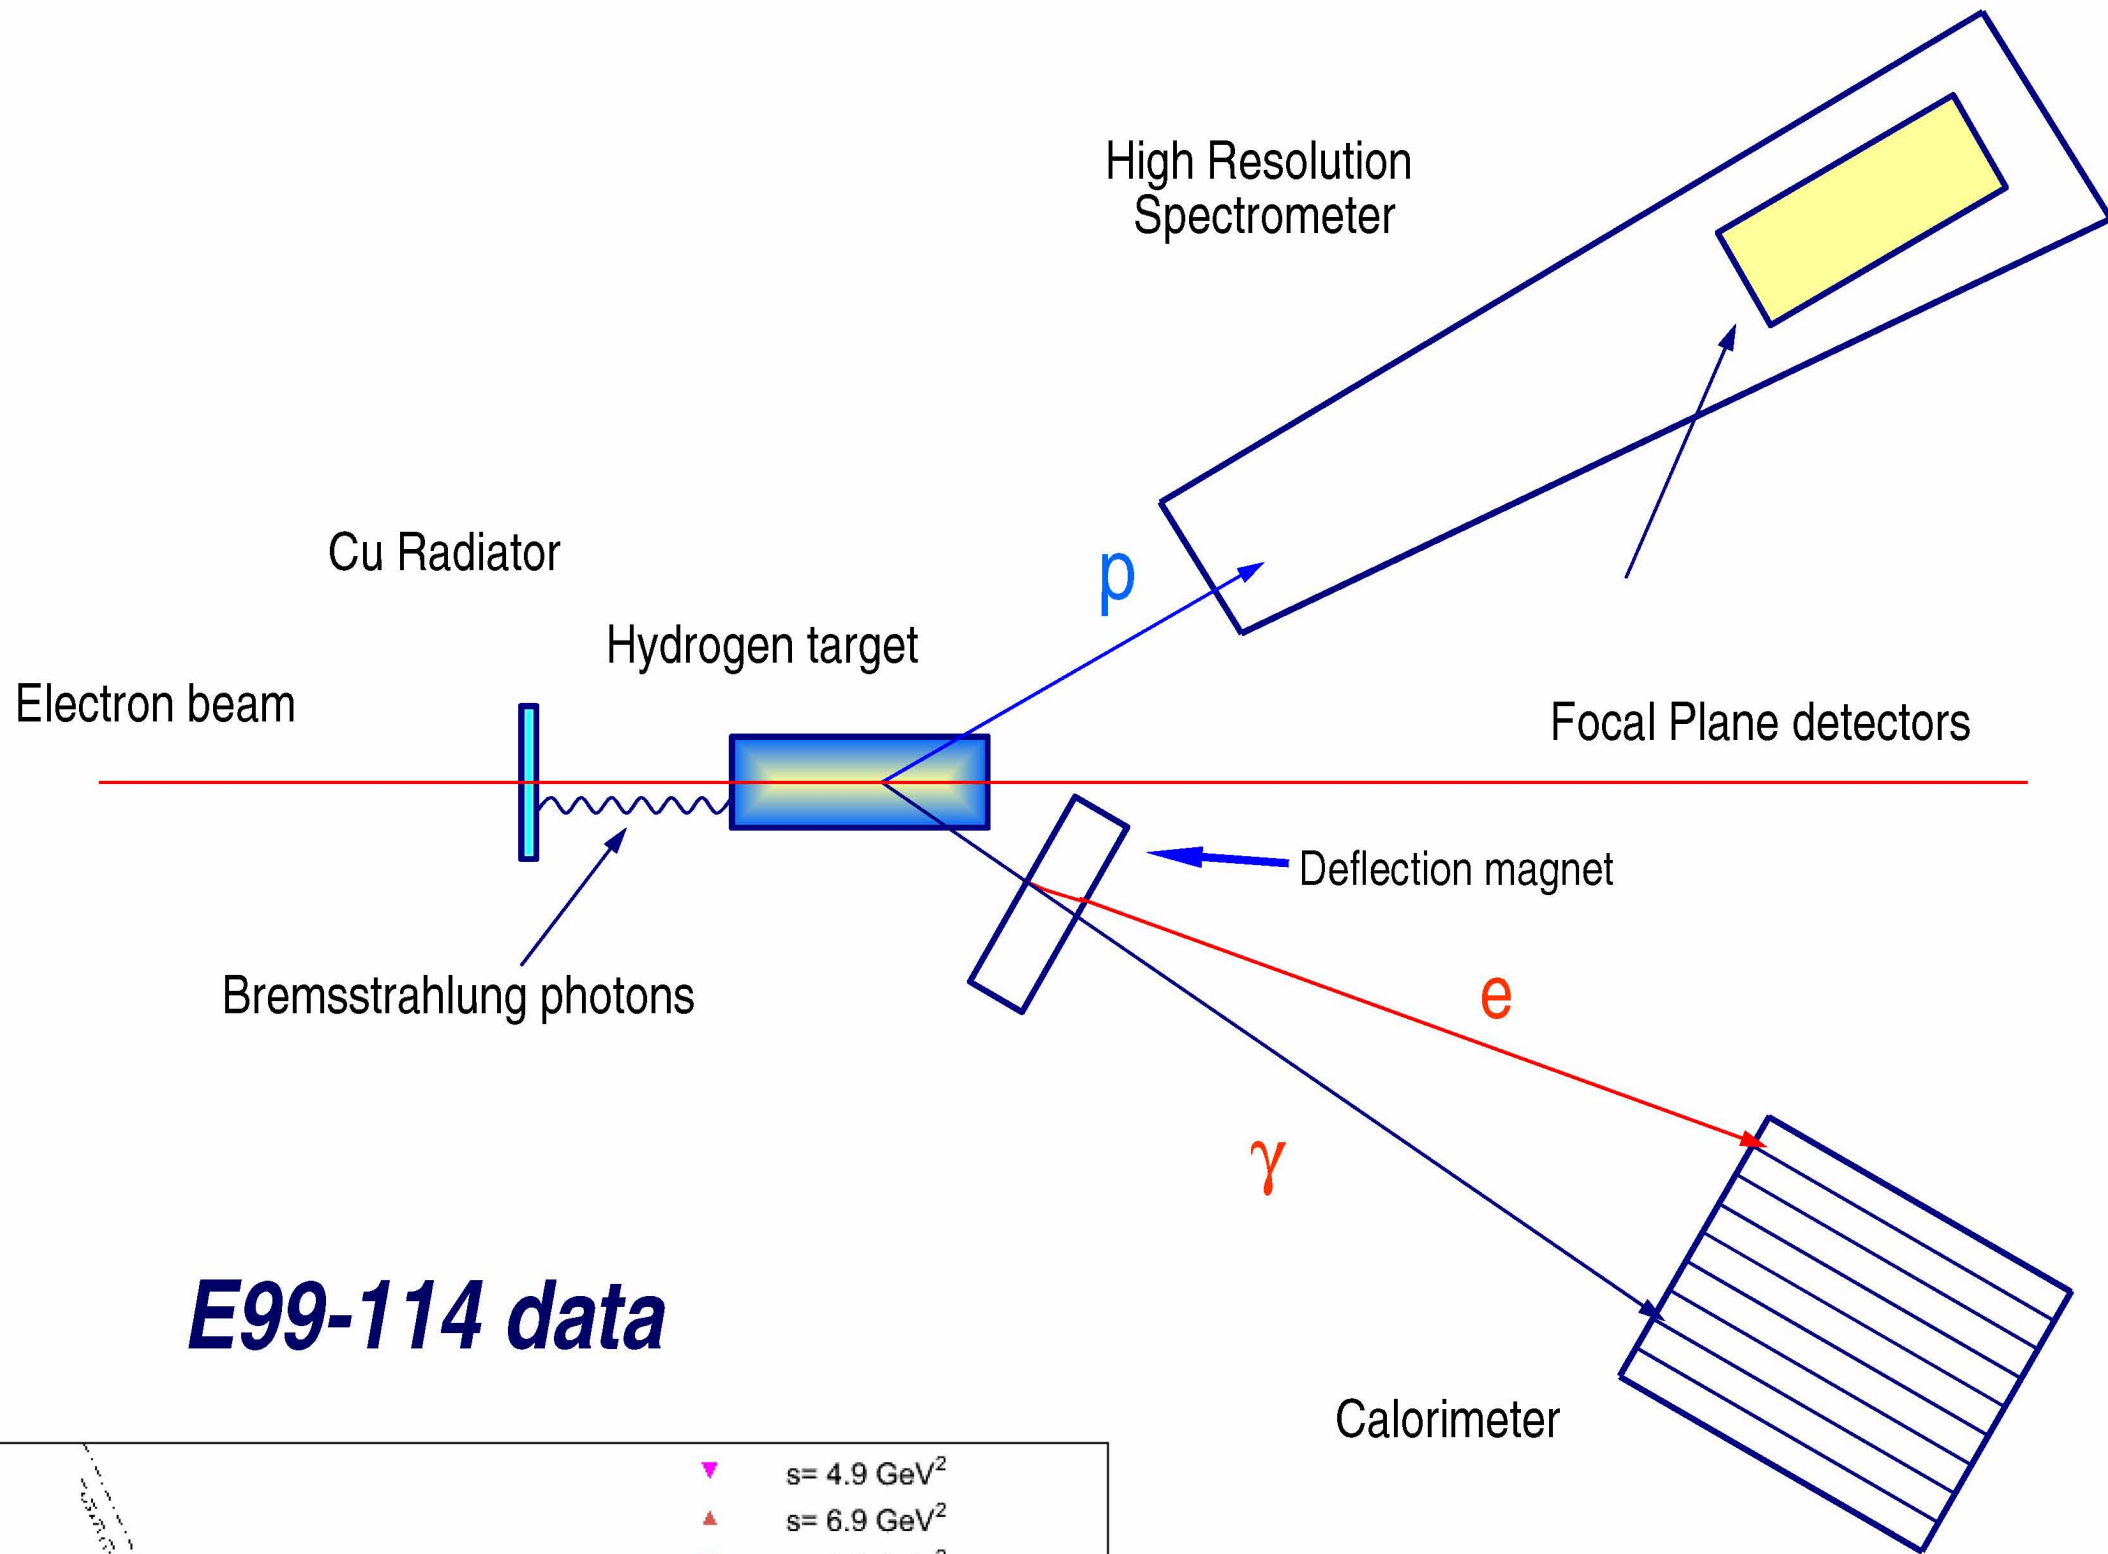 High Resolution
Spectrometer
Cu Radiator
p
Hydrogen target
Electron beam
Focal Plane detectors
Deflection magnet
Bremsstrahlung photons
e
γ
E99-114 data
Calorimeter
s= 4.9 GeV²
s= 6.9 GeV²